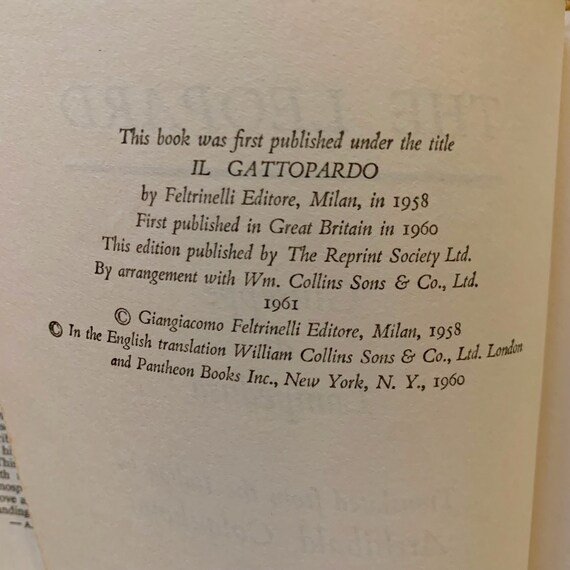 This book was first published under the title
IL GATTOPARDO
by Feltrinelli Editore, Milan, in 1958
First published in Great Britain in 1960
This edition published by The Reprint Society Ltd.
By arrangement with Wm. Collins Sons & Co., Ltd.
1961
© Giangiacomo Feltrinelli Editore, Milan, 1958
© In the English translation William Collins Sons & Co., Ltd. London
and Pantheon Books Inc., New York, N. Y., 1960